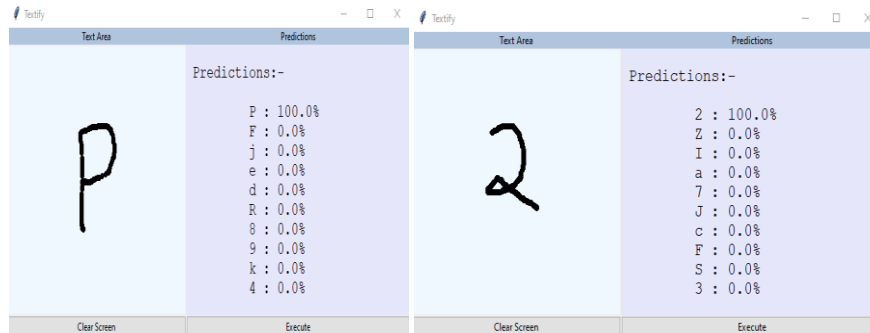 Textify
Text Area
Predictions
P
Predictions:-
P : 100.0%
F : 0.0%
j : 0.0%
e : 0.0%
d : 0.0%
R : 0.0%
8 : 0.0%
9 : 0.0%
k : 0.0%
4 : 0.0%
Clear Screen
Execute
Textify
Text Area
Predictions
2
Predictions:-
2 : 100.0%
Z : 0.0%
I : 0.0%
a : 0.0%
7 : 0.0%
J : 0.0%
c : 0.0%
F : 0.0%
S : 0.0%
3 : 0.0%
Clear Screen
Execute